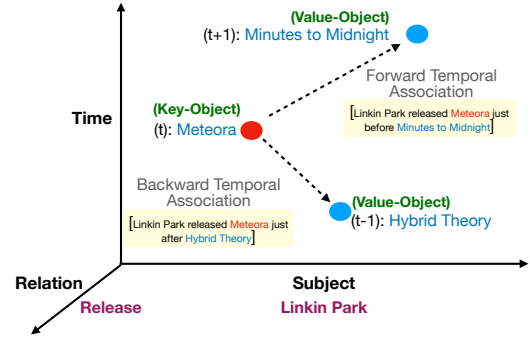 (Value-Object)
(t+1): Minutes to Midnight
Forward Temporal
Association
[Linkin Park released Meteora just
before Minutes to Midnight]
Time
(Key-Object)
(t): Meteora
Backward Temporal
Association
[Linkin Park released Meteora just
after Hybrid Theory]
(Value-Object)
(t-1): Hybrid Theory
Relation
Release
Subject
Linkin Park